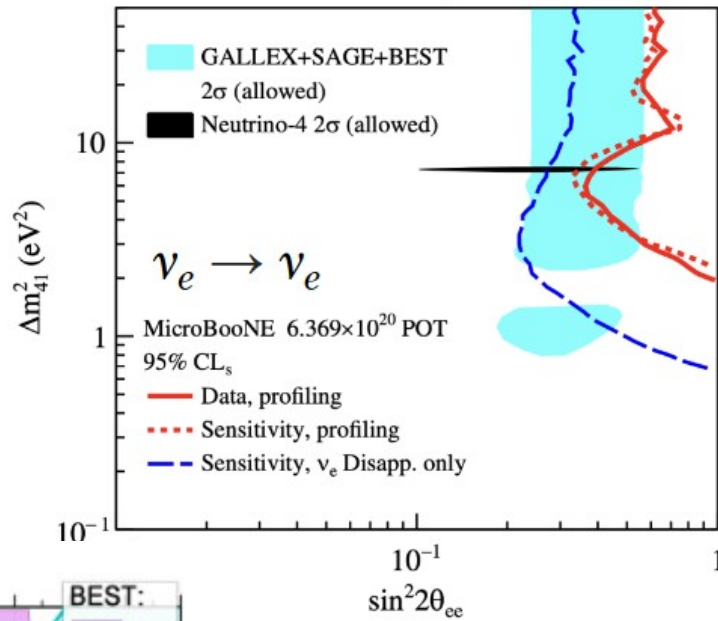 GALLEX+SAGE+BEST
2σ (allowed)
Neutrino-4 2σ (allowed)
10
Δm²₄₁ (eV²)
νₑ → νₑ
MicroBooNE 6.369×10²⁰ POT
1
95% CLₛ
Data, profiling
Sensitivity, profiling
Sensitivity, νₑ Disapp. only
10⁻¹
10⁻¹
1
BEST:
sin²2θₑₑ